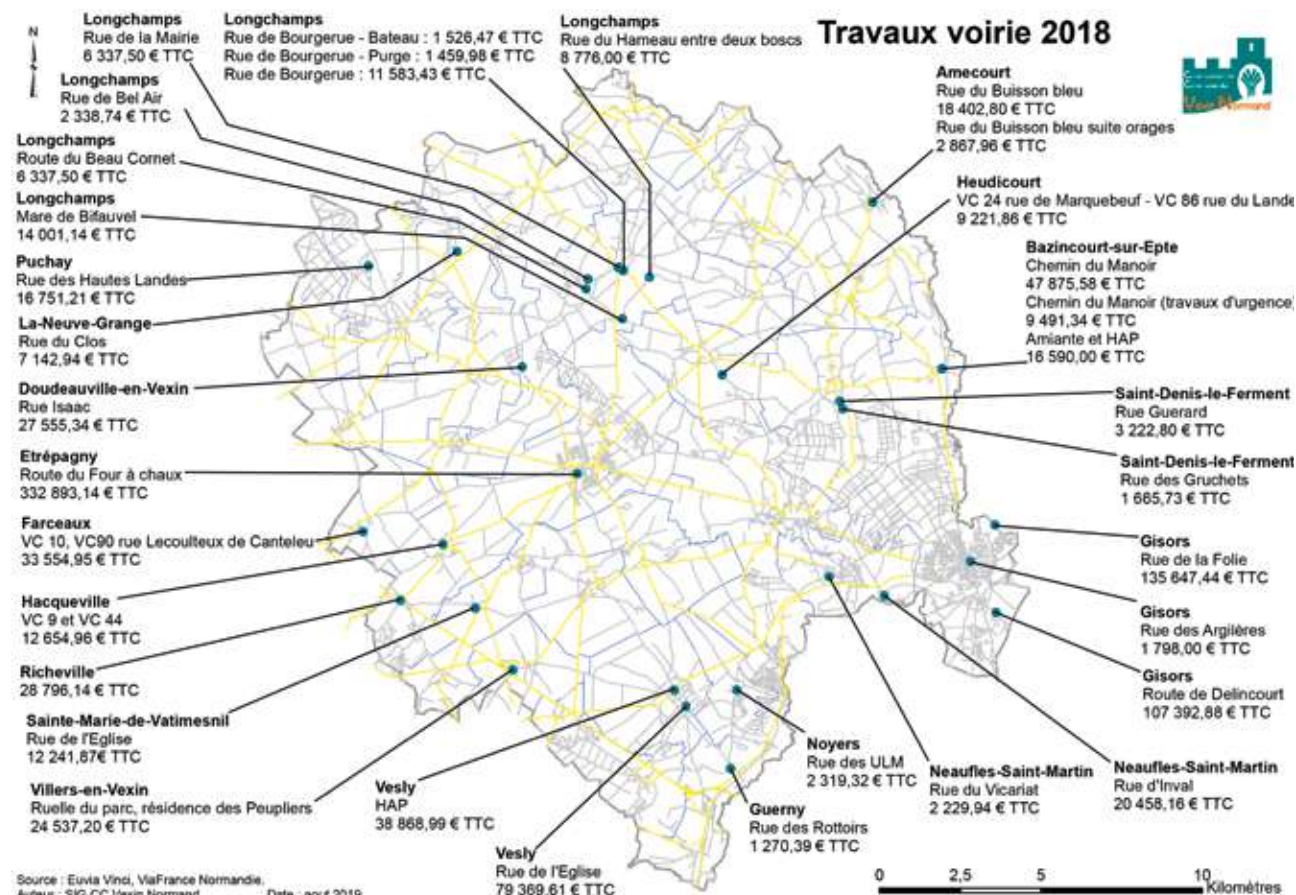 Travaux voirie 2018
N
Longchamps
Rue de la Mairie
6 337,50 € TTC
Longchamps
Rue de Bourgerue - Bateau : 1 526,47 € TTC
Rue de Bourgerue - Purge : 1 459,98 € TTC
Rue de Bourgerue : 11 583,43 € TTC
Longchamps
Rue du Hameau entre deux boscs
8 776,00 € TTC
Longchamps
Rue de Bel Air
2 338,74 € TTC
Longchamps
Route du Beau Cornet
6 337,50 € TTC
Longchamps
Mare de Bifauvel
14 001,14 € TTC
Puchay
Rue des Hautes Landes
16 751,21 € TTC
La-Neuve-Grange
Rue du Clos
7 142,94 € TTC
Doudeauville-en-Vexin
Rue Isaac
27 555,34 € TTC
Etrépagny
Route du Four à chaux
332 893,14 € TTC
Farceaux
VC 10, VC90 rue Lecoulteux de Canteleu
33 554,95 € TTC
Hacqueville
VC 9 et VC 44
12 654,96 € TTC
Richeville
28 796,14 € TTC
Sainte-Marie-de-Vatimesnil
Rue de l'Eglise
12 241,87€ TTC
Villers-en-Vexin
Ruelle du parc, résidence des Peupliers
24 537,20 € TTC
Vesly
HAP
38 868,99 € TTC
Vesly
Rue de l'Eglise
79 369,61 € TTC
Noyers
Rue des ULM
2 319,32 € TTC
Guerny
Rue des Rottoirs
1 270,39 € TTC
Neaufles-Saint-Martin
Rue du Vicariat
2 229,94 € TTC
Neaufles-Saint-Martin
Rue d'Inval
20 458,16 € TTC
Amecourt
Rue du Buisson bleu
18 402,80 € TTC
Rue du Buisson bleu suite orages
2 867,96 € TTC
Heudicourt
VC 24 rue de Marquebeuf - VC 86 rue du Lande
9 221,86 € TTC
Bazincourt-sur-Epte
Chemin du Manoir
47 875,58 € TTC
Chemin du Manoir (travaux d'urgence)
9 491,34 € TTC
Amiante et HAP
16 590,00 € TTC
Saint-Denis-le-Ferment
Rue Guerard
3 222,80 € TTC
Saint-Denis-le-Ferment
Rue des Gruchets
1 665,73 € TTC
Gisors
Rue de la Folie
135 647,44 € TTC
Gisors
Rue des Argilères
1 798,00 € TTC
Gisors
Route de Delincourt
107 392,88 € TTC
Source : Euvia Vinci, ViaFrance Normandie.
Auteur : SIG CC Vexin Normand Date : aout 2019
0 2,5 5 10
Kilomètres
Vexin Normand